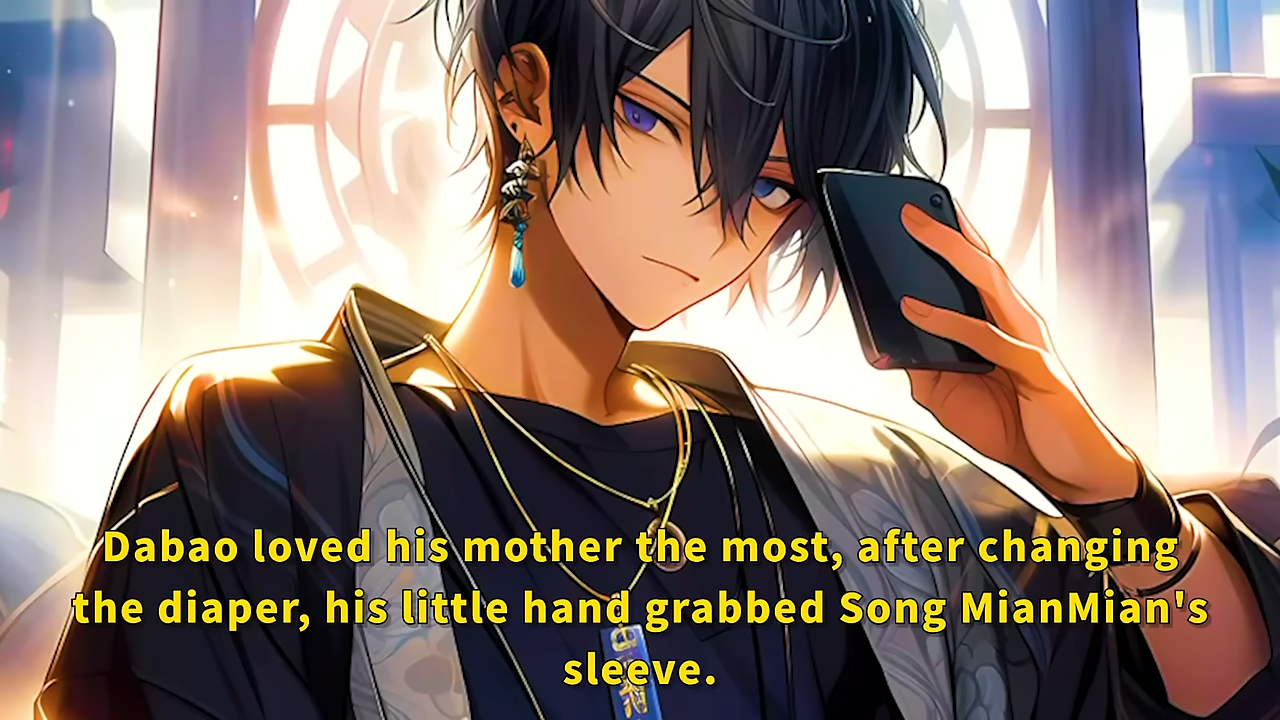 Dabao loved his mother the most, after changing
the diaper, his little hand grabbed Song MianMian's
sleeve.